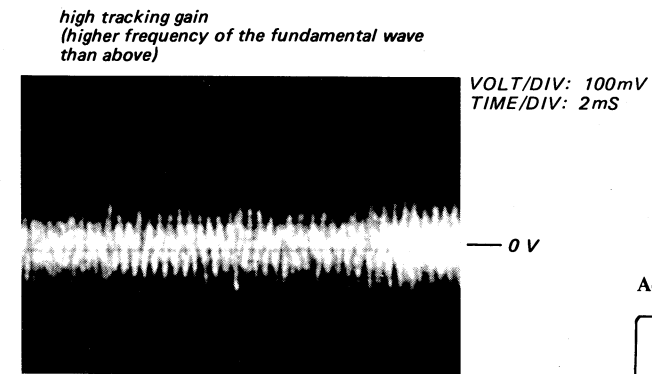 high tracking gain
(higher frequency of the fundamental wave
than above)
VOLT/DIV: 100mV
TIME/DIV: 2mS
0 V